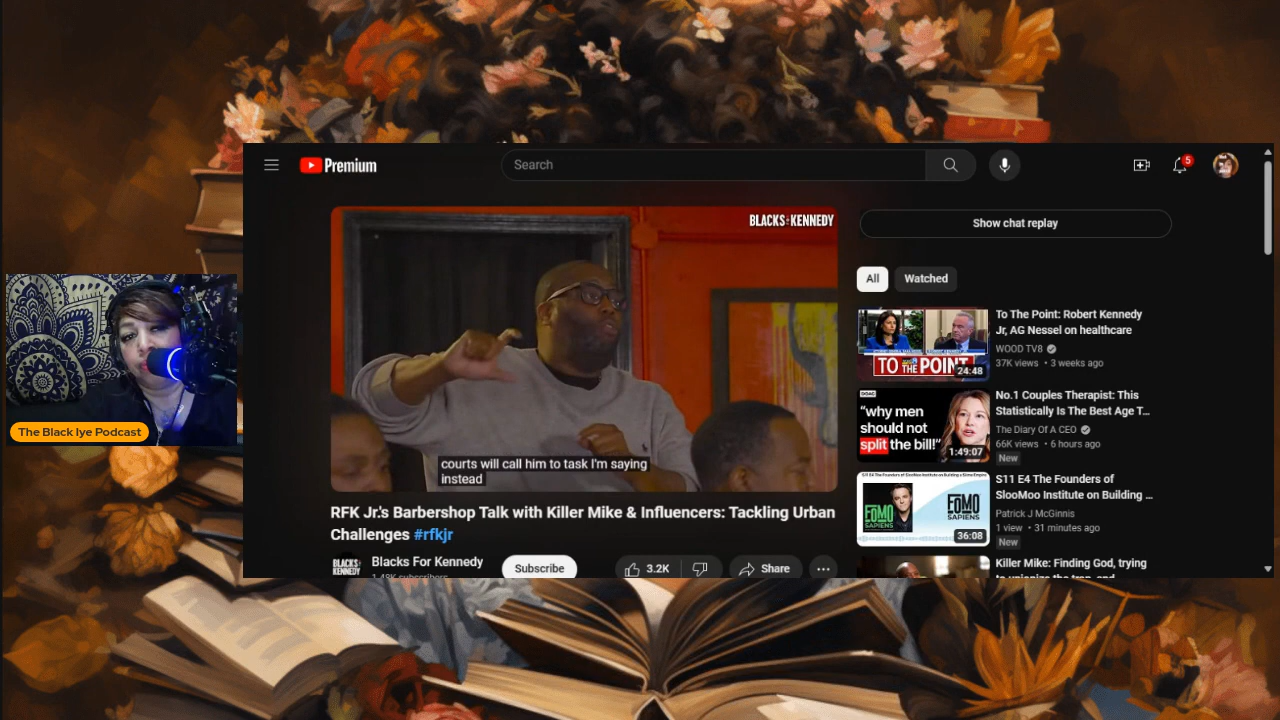 Premium
Search
5
BLACKS KENNEDY
courts will call him to task I'm saying
instead
RFK Jr.'s Barbershop Talk with Killer Mike & Influencers: Tackling Urban
Challenges #rfkjr
BLACKS
KENNEDY
Blacks For Kennedy
Subscribe
3.2K
Share
Show chat replay
All
Watched
TO THE POINT
24:48
To The Point: Robert Kennedy
Jr, AG Nessel on healthcare
WOOD TV8
37K views • 3 weeks ago
"why men
should not
split the bill!"
1:49:07
No.1 Couples Therapist: This
Statistically Is The Best Age T...
The Diary Of A CEO
66K views • 6 hours ago
New
FOMO
SAPIENS
FOMO
SAPIENS
36:08
S11 E4 The Founders of
SlooMoo Institute on Building ...
Patrick J McGinnis
1 view • 31 minutes ago
New
Killer Mike: Finding God, trying
The Black Iye Podcast